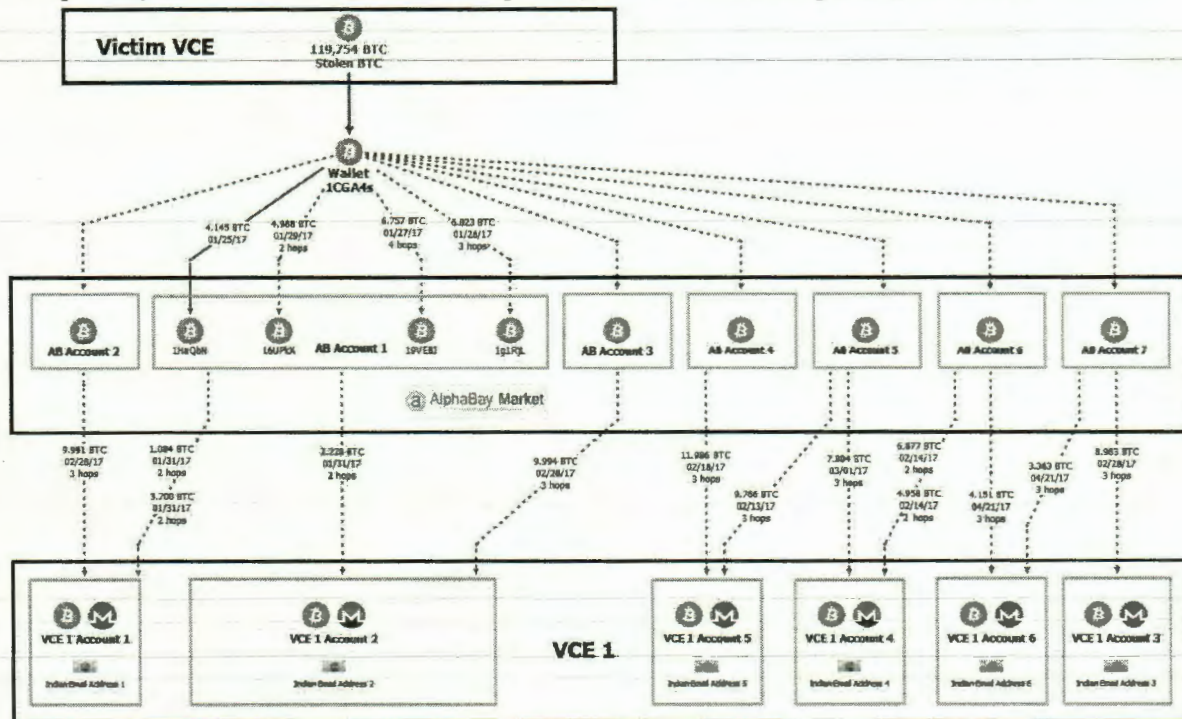 Victim VCE
119,754 BTC
Stolen BTC
Wallet
1CGA4s
4.145 BTC
01/25/17
4.968 BTC
01/29/17
2 hops
6.757 BTC
01/27/17
4 hops
6.823 BTC
01/26/17
3 hops
AB Account 2
AB Account 1
AB Account 3
AB Account 4
AB Account 5
AB Account 6
AB Account 7
AlphaBay Market
9.991 BTC
02/28/17
3 hops
1.084 BTC
01/31/17
2 hops
3.700 BTC
01/31/17
2 hops
01/31/17
2 hops
9.994 BTC
02/28/17
3 hops
11.986 BTC
02/18/17
3 hops
9.766 BTC
02/13/17
3 hops
7.804 BTC
03/01/17
3 hops
6.877 BTC
02/14/17
2 hops
4.958 BTC
02/14/17
2 hops
4.151 BTC
04/21/17
3 hops
3.363 BTC
04/21/17
3 hops
8.983 BTC
02/28/17
3 hops
VCE 1 Account 1
Indian Email Address 1
VCE 1 Account 2
Indian Email Address 2
VCE 1
VCE 1 Account 5
Indian Email Address 5
VCE 1 Account 4
Indian Email Address 4
VCE 1 Account 6
Indian Email Address 6
VCE 1 Account 3
Indian Email Address 3